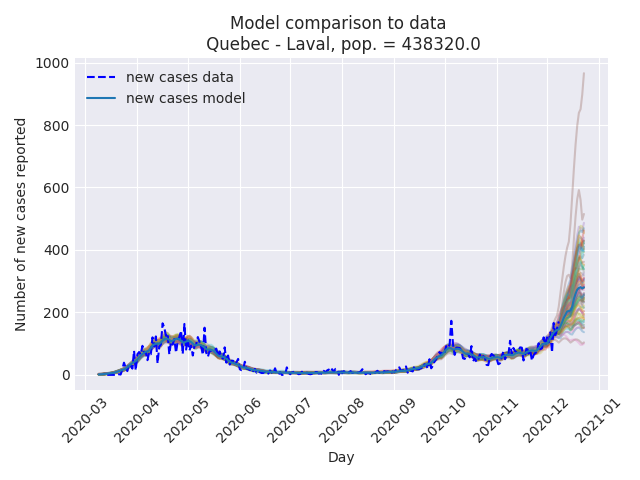 Model comparison to data
Quebec - Laval, pop. = 438320.0
new cases data
new cases model
Number of new cases reported
1000
800
600
400
200
0
2020-03
2020-04
2020-05
2020-06
2020-07
2020-08
2020-09
2020-10
2020-11
2020-12
2021-01
Day